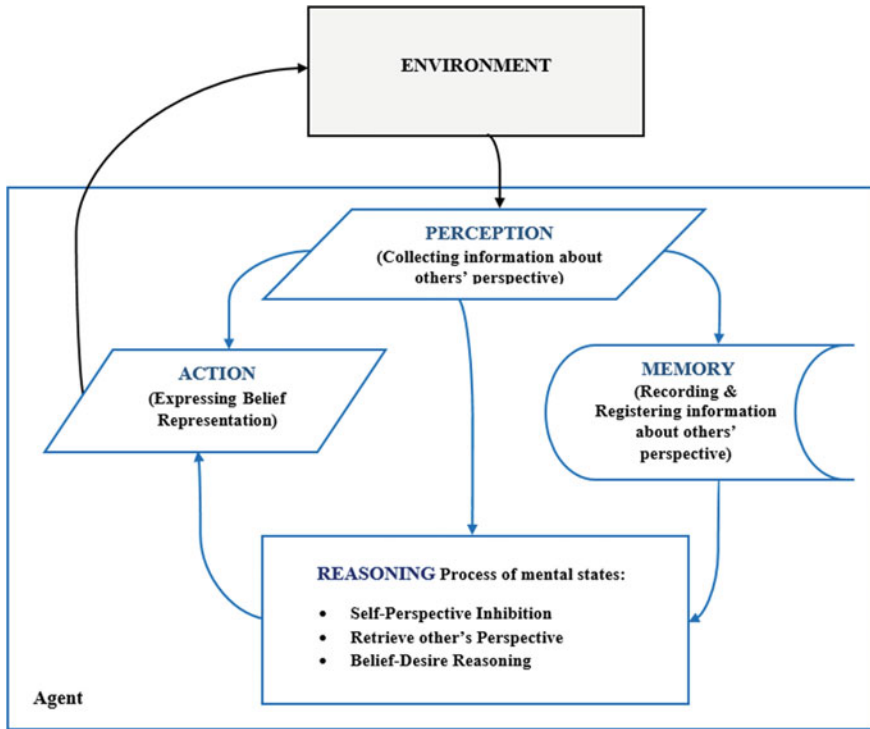 ENVIRONMENT
PERCEPTION
(Collecting information about
others’ perspective)
ACTION
(Expressing Belief
Representation)
MEMORY
(Recording &
Registering information
about others’
perspective)
REASONING Process of mental states:
• Self-Perspective Inhibition
• Retrieve other’s Perspective
• Belief-Desire Reasoning
Agent